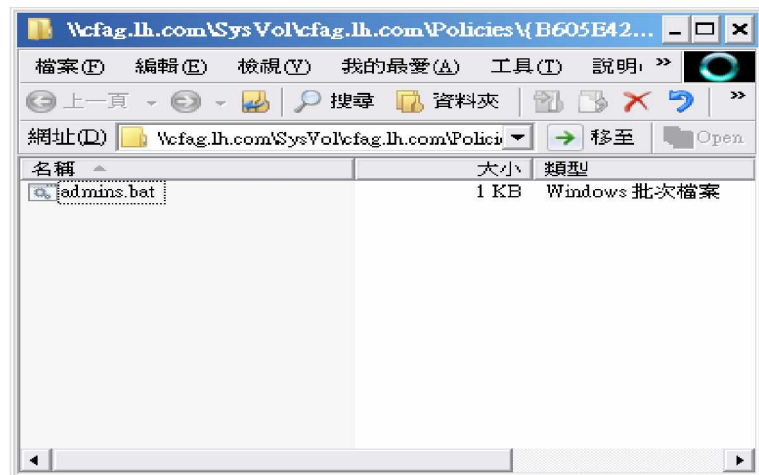 \\cfag.lh.com\SysVol\cfag.lh.com\Policies\{B605E42...
檔案(F) 編輯(E) 檢視(V) 我的最愛(A) 工具(T) 說明 »
上一頁 搜尋 資料夾 »
網址(D) \\cfag.lh.com\SysVol\cfag.lh.com\Polici 移至 Open
名稱 大小 類型
admins.bat 1 KB Windows 批次檔案